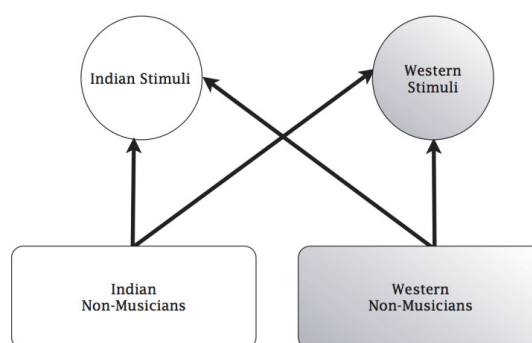 Indian Stimuli
Western
Stimuli
Indian
Non-Musicians
Western
Non-Musicians